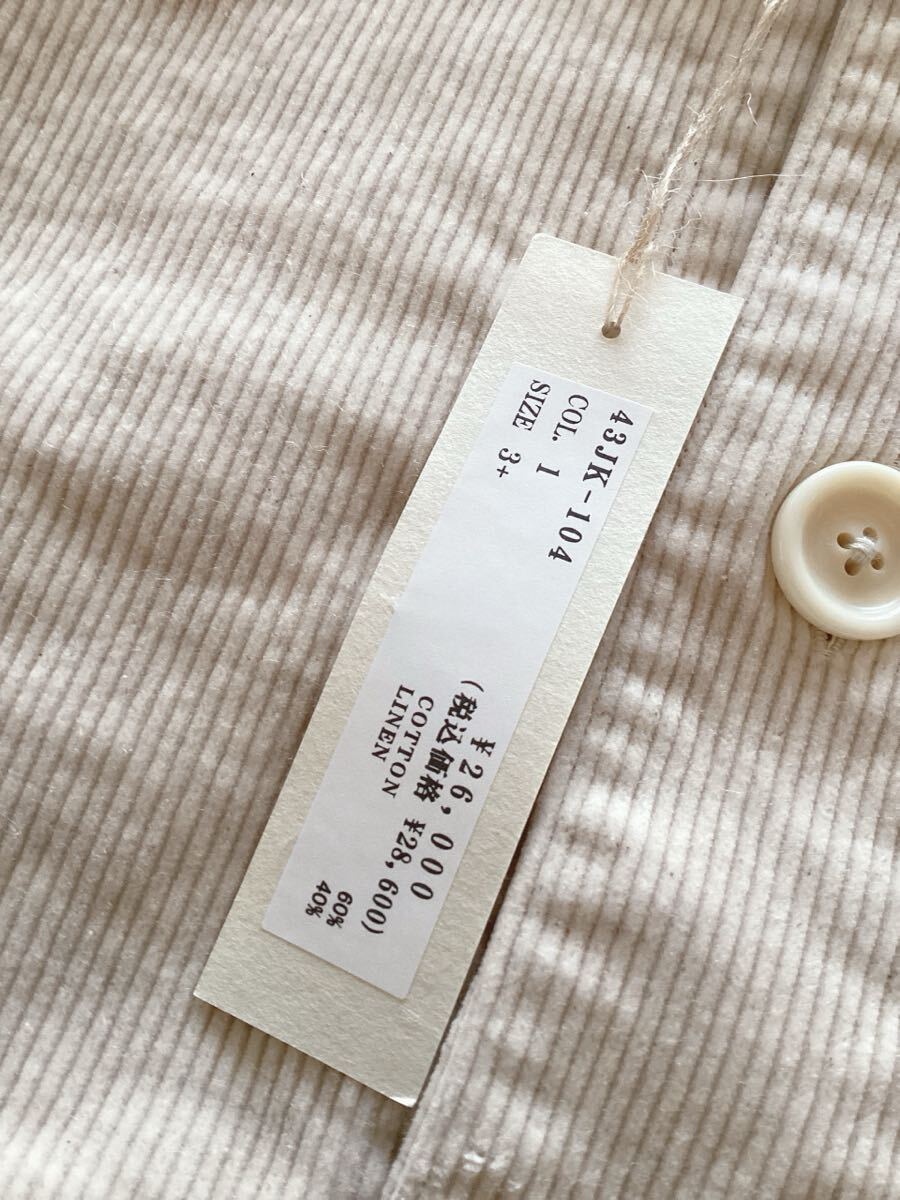 43JK-104
COL. 1
SIZE 3+
¥26,000
(税込価格 ¥28,600)
COTTON 60%
LINEN 40%